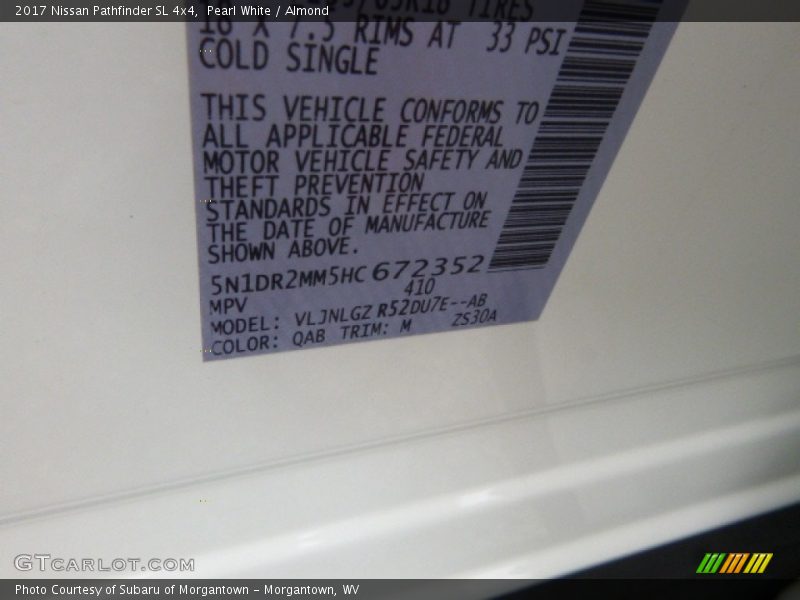 2017 Nissan Pathfinder SL 4x4, Pearl White / Almond
TIRES
18 X 7.5 RIMS AT 33 PSI
COLD SINGLE
THIS VEHICLE CONFORMS TO
ALL APPLICABLE FEDERAL
MOTOR VEHICLE SAFETY AND
THEFT PREVENTION
STANDARDS IN EFFECT ON
THE DATE OF MANUFACTURE
SHOWN ABOVE.
5N1DR2MM5HC672352
MPV 410
MODEL: VLJNLGZ R52DU7E--AB
COLOR: QAB TRIM: M ZS30A
GTCARLOT.COM
Photo Courtesy of Subaru of Morgantown - Morgantown, WV